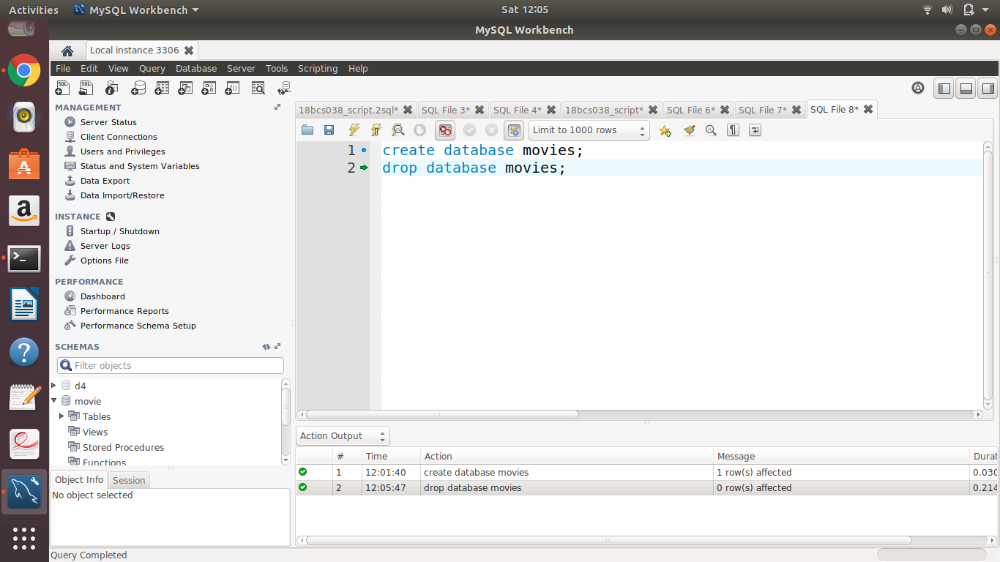 Activities MySQL Workbench Sat 12:05
MySQL Workbench
Local instance 3306
File Edit View Query Database Server Tools Scripting Help
MANAGEMENT
Server Status
Client Connections
Users and Privileges
Status and System Variables
Data Export
Data Import/Restore
INSTANCE
Startup / Shutdown
Server Logs
Options File
PERFORMANCE
Dashboard
Performance Reports
Performance Schema Setup
SCHEMAS
Filter objects
d4
movie
Tables
Views
Stored Procedures
Functions
Object Info Session
No object selected
18bcs038_script.2sql* SQL File 3* SQL File 4* 18bcs038_script* SQL File 6* SQL File 7* SQL File 8*
Limit to 1000 rows
1 create database movies;
2 drop database movies;
Action Output
# Time Action Message Durat
1 12:01:40 create database movies 1 row(s) affected 0.030
2 12:05:47 drop database movies 0 row(s) affected 0.214
Query Completed